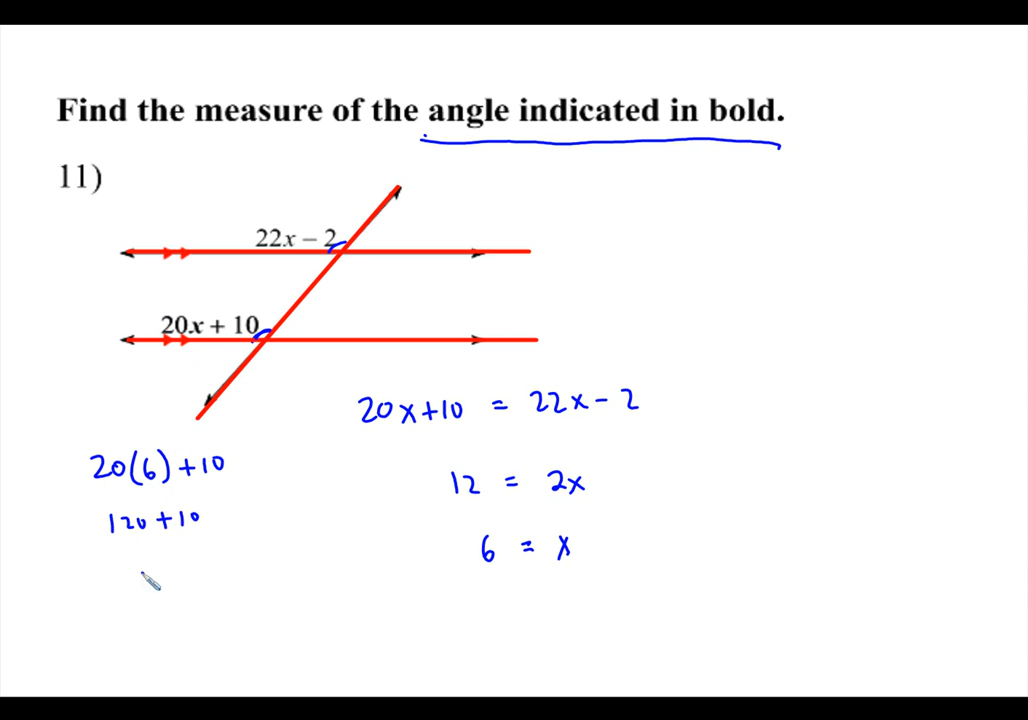 Find the measure of the angle indicated in bold.
11)
22x − 2
20x + 10
20x+10 = 22x−2
20(6)+10
12 = 2x
120+10
6 = x